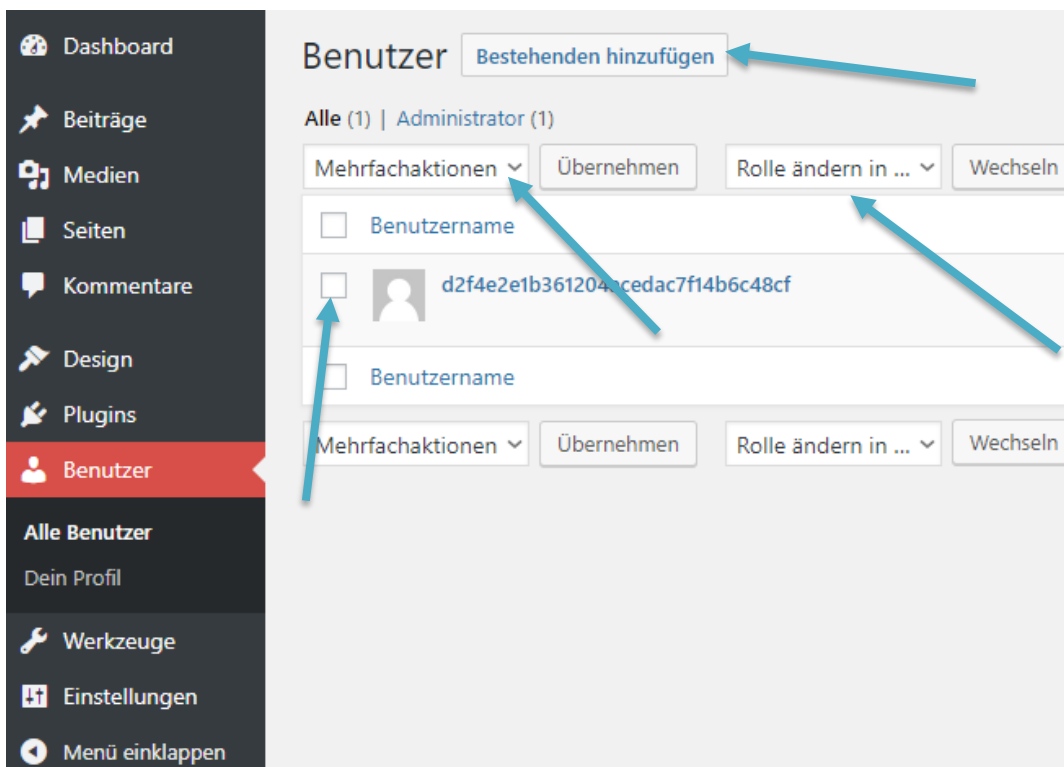 Dashboard
Beiträge
Medien
Seiten
Kommentare
Design
Plugins
Benutzer
Alle Benutzer
Dein Profil
Werkzeuge
Einstellungen
Menü einklappen
Benutzer Bestehenden hinzufügen
Alle (1) | Administrator (1)
Mehrfachaktionen Übernehmen Rolle ändern in ... Wechseln
Benutzername
Benutzername
Mehrfachaktionen Übernehmen Rolle ändern in ... Wechseln